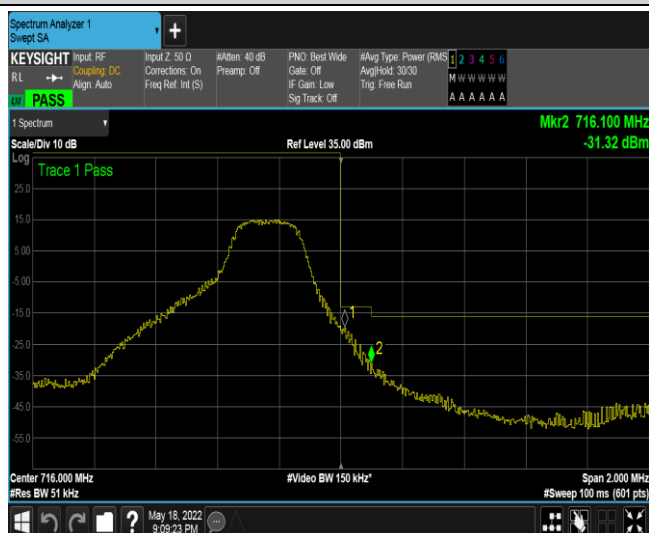 Spectrum Analyzer 1
Swept SA
KEYSIGHT
RL
PASS
Input: RF
Coupling: DC
Align: Auto
Input Z: 50 Ω
Corrections: On
Freq Ref: Int (S)
#Atten: 40 dB
Preamp: Off
PNO: Best Wide
Gate: Off
IF Gain: Low
Sig Track: Off
#Avg Type: Power (RMS
Avg|Hold: 30/30
Trig: Free Run
1 2 3 4 5 6
M W W W W W
A A A A A A
1 Spectrum
Mkr2 716.100 MHz
-31.32 dBm
Scale/Div 10 dB
Ref Level 35.00 dBm
Log
Trace 1 Pass
25.0
15.0
5.00
-5.00
-15.0
-25.0
-35.0
-45.0
-55.0
1
2
Center 716.000 MHz
#Video BW 150 kHz*
Span 2.000 MHz
#Res BW 51 kHz
#Sweep 100 ms (601 pts)
?
May 18, 2022
9:09:23 PM